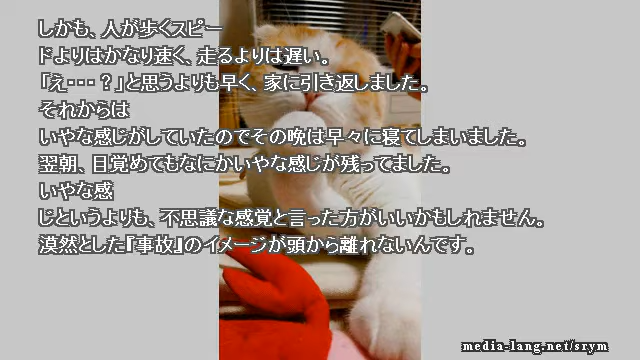 しかも、人が歩くスピー
ドよりはかなり速く、走るよりは遅い。
「え・・・？」と思うよりも早く、家に引き返しました。
それからは
いやな感じがしていたのでその晩は早々に寝てしまいました。
翌朝、目覚めてもなにかいやな感じが残ってました。
いやな感
じというよりも、不思議な感覚と言った方がいいかもしれません。
漠然とした『事故』のイメージが頭から離れないんです。
media-lang.net/srym